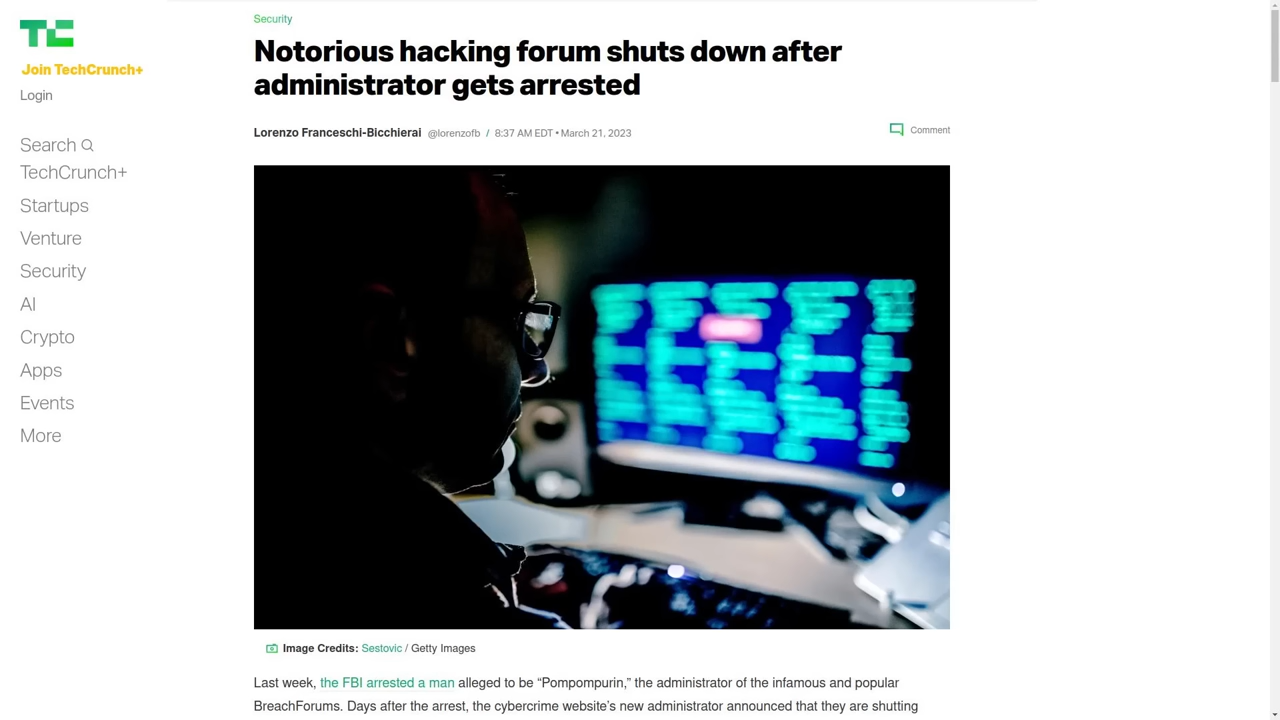 TC
Join TechCrunch+
Login
Search
TechCrunch+
Startups
Venture
Security
AI
Crypto
Apps
Events
More
Security
Notorious hacking forum shuts down after
administrator gets arrested
Lorenzo Franceschi-Bicchierai @lorenzofb / 8:37 AM EDT • March 21, 2023
Comment
Image Credits: Sestovic / Getty Images
Last week, the FBI arrested a man alleged to be “Pompompurin,” the administrator of the infamous and popular
BreachForums. Days after the arrest, the cybercrime website’s new administrator announced that they are shutting